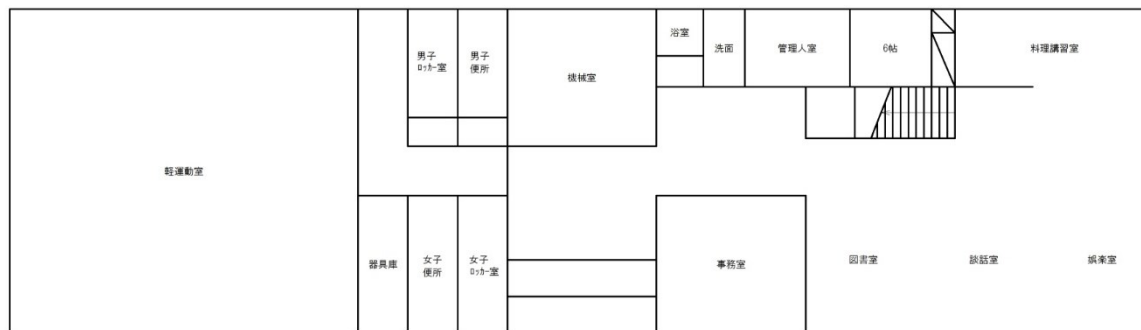 浴室
洗面
管理人室
6帖
料理講習室
男子
ﾛｯｶｰ室
男子
便所
機械室
軽運動室
器具庫
女子
便所
女子
ﾛｯｶｰ室
事務室
図書室
談話室
娯楽室